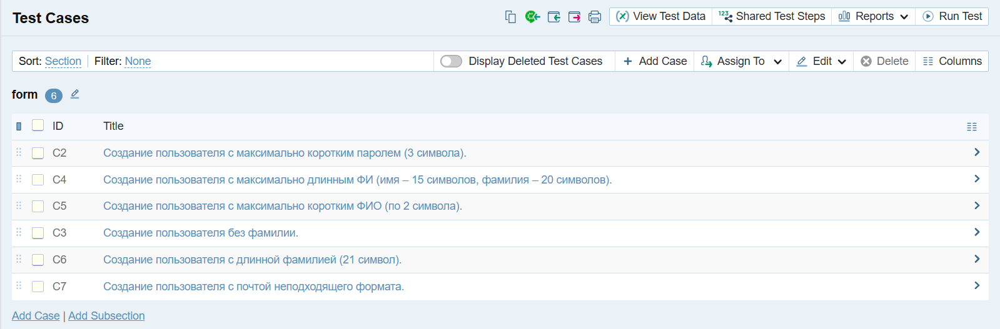 Test Cases
View Test Data 123 Shared Test Steps Reports Run Test
Sort: Section Filter: None Display Deleted Test Cases + Add Case Assign To Edit Delete Columns
form 6
ID Title
C2 Создание пользователя с максимально коротким паролем (3 символа).
C4 Создание пользователя с максимально длинным ФИ (имя – 15 символов, фамилия – 20 символов).
C5 Создание пользователя с максимально коротким ФИО (по 2 символа).
C3 Создание пользователя без фамилии.
C6 Создание пользователя с длинной фамилией (21 символ).
C7 Создание пользователя с почтой неподходящего формата.
Add Case | Add Subsection